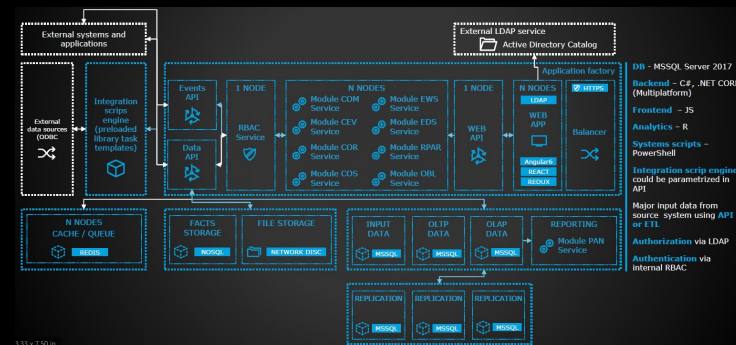 External systems and
applications
External LDAP service
Active Directory Catalog
Application factory
External
data sources
(ODBC
Integration
scrips
engine
(preloaded
library task
templates)
Events
API
Data
API
1 NODE
RBAC
Service
N NODES
Module COM
Service
Module EWS
Service
Module CEV
Service
Module EDS
Service
Module COR
Service
Module RPAR
Service
Module COS
Service
Module OBL
Service
1 NODE
WEB
API
N NODES
LDAP
WEB
APP
Angular6
REACT
REDUX
HTTPS
Balancer
DB – MSSQL Server 2017
Backend – C#, .NET CORE
(Multiplatform)
Frontend – JS
Analytics – R
Systems scripts –
PowerShell
Integration scrip engine
could be parametrized in
API
Major input data from
source system using API
or ETL
Authorization via LDAP
Authentication via
internal RBAC
N NODES
CACHE / QUEUE
REDIS
FACTS
STORAGE
NOSQL
FILE STORAGE
NETWORK DISC
INPUT
DATA
MSSQL
OLTP
DATA
MSSQL
OLAP
DATA
MSSQL
REPORTING
Module PAN
Service
REPLICATION
MSSQL
REPLICATION
MSSQL
REPLICATION
MSSQL
3.33 x 7.50 in